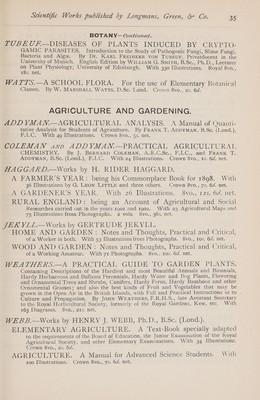 Scientific Works published by Longmans, Green, & Co. 35
BOTANY—Continued.
TUBEUF.—DISEASES OF PLANTS INDUCED BY CRYPTO-
GAMIC PARASITES. Introduction to the Study of Pathogenic Fungi, Slime Fungi,
Bacteria and Algæ. By Dr. KARL FREIHERR VON TUBEUF, Privatdocent in the
University of Munich. English Edition by WILLIAM G. SMITH, B.Sc., Ph.D., Lecturer
on Plant Physiology, University of Edinburgh. With 330 Illustrations. Royal 8vo.,
18s. net.
WATTS.—A SCHOOL FLORA. For the use of Elementary Botanical
Classes. By W. MARSHALL WATTS, D.Sc. Lond. Crown 8vo., 2s. 6d.
AGRICULTURE AND GARDENING.
ADDYMAN.—AGRICULTURAL ANALYSIS. A Manual of Quanti-
tative Analysis for Students of Agriculture. By FRANK T. ADDYMAN, B.Sc. (Lond.),
F.I.C. With 49 Illustrations. Crown 8vo., 5s. net.
COLEMAN AND ADDYMAN.—PRACTICAL AGRICULTURAL
CHEMISTRY. By J. BERNARD COLEMAN, A.R.C.Sc., F.I.C., and FRANK T.
ADDYMAN, B.Sc. (Lond.), F.I.C. With 24 Illustrations. Crown 8vo., 1s. 6d. net.
HAGGARD.—Works by H. RIDER HAGGARD.
A FARMER'S YEAR: being his Commonplace Book for 1898. With
36 Illustrations by G. LEON LITTLE and three others. Crown 8vo., 7s. 6d. net.
A GARDENER'S YEAR. With 26 Illustrations. 8vo., 12s. 6d. net.
RURAL ENGLAND: being an Account of Agricultural and Social
Researches carried out in the years 1901 and 1902. With 23 Agricultural Maps and
75 Illustrations from Photographs. 2 vols. 8vo., 36s. net.
JEKYLL.—Works by GERTRUDE JEKYLL.
HOME AND GARDEN: Notes and Thoughts, Practical and Critical,
of a Worker in both. With 53 Illustrations from Photographs. 8vo., 10s. 6d. net.
WOOD AND GARDEN: Notes and Thoughts, Practical and Critical,
of a Working Amateur. With 71 Photographs. 8vo., 10s. 6d. net.
WEATHERS.—A PRACTICAL GUIDE TO GARDEN PLANTS.
Containing Descriptions of the Hardiest and most Beautiful Annuals and Biennials,
Hardy Herbaceous and Bulbous Perennials, Hardy Water and Bog Plants, Flowering
and Ornamental Trees and Shrubs, Conifers, Hardy Ferns, Hardy Bamboos and other
Ornamental Grasses; and also the best kinds of Fruit and Vegetables that may be
grown in the Open Air in the British Islands, with Full and Practical Instructions as to
Culture and Propagation. By JOHN WEATHERS, F.R.H.S., late Assistant Secretary
to the Royal Horticultural Society, formerly of the Royal Gardens, Kew, etc. With
163 Diagrams. 8vo., 21s. net.
WEBB.—Works by HENRY J. WEBB, Ph.D., B.Sc. (Lond.).
ELEMENTARY AGRICULTURE. A Text-Book specially adapted
to the requirements of the Board of Education, the Junior Examination of the Royal
Agricultural Society, and other Elementary Examinations. With 34 Illustrations.
Crown 8vo., 2s. 6d.
AGRICULTURE. A Manual for Advanced Science Students. With
100 Illustrations. Crown 8vo., 7s. 6d. net.